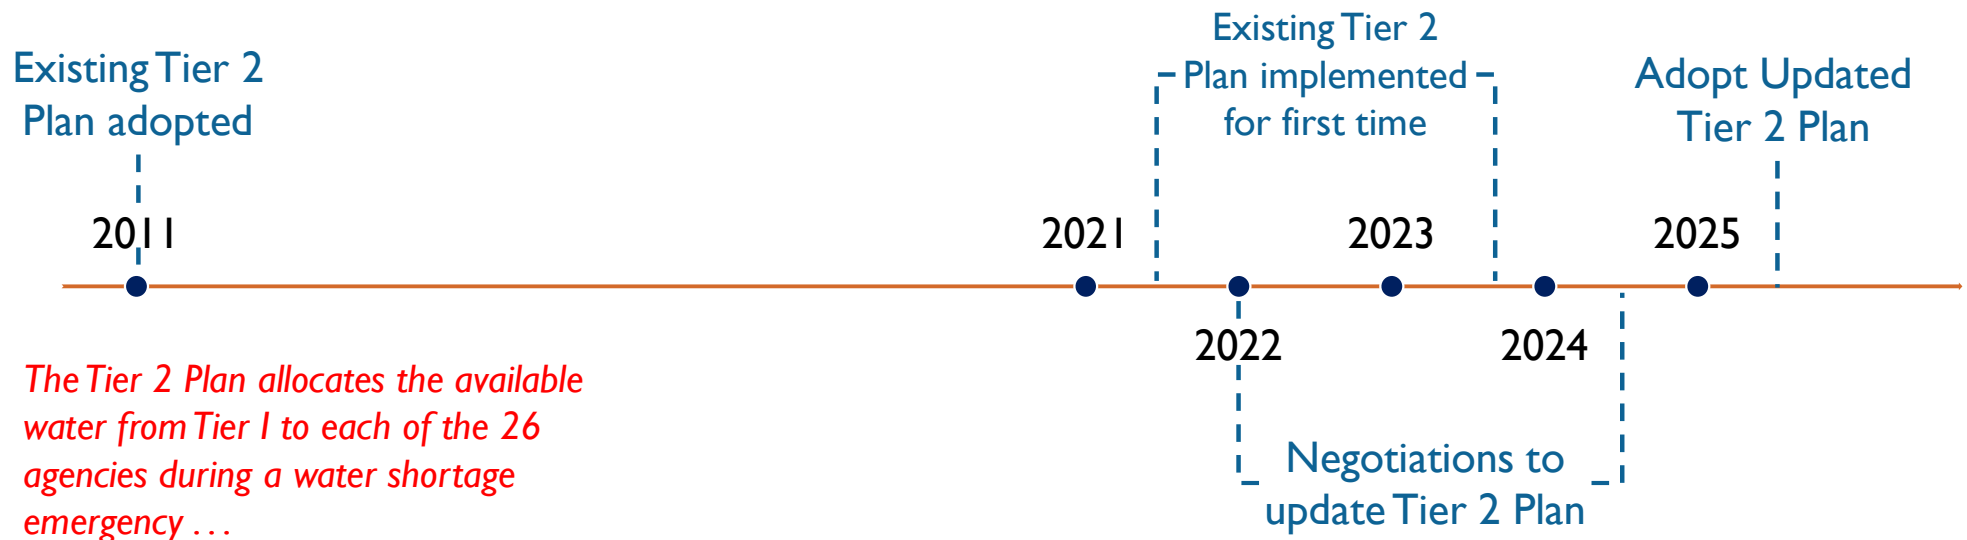 Existing Tier 2
Plan adopted
Existing Tier 2
Plan implemented
for first time
Adopt Updated
Tier 2 Plan
2011
2021
2023
2025
2022
2024
The Tier 2 Plan allocates the available
water from Tier 1 to each of the 26
agencies during a water shortage
emergency …
Negotiations to
update Tier 2 Plan